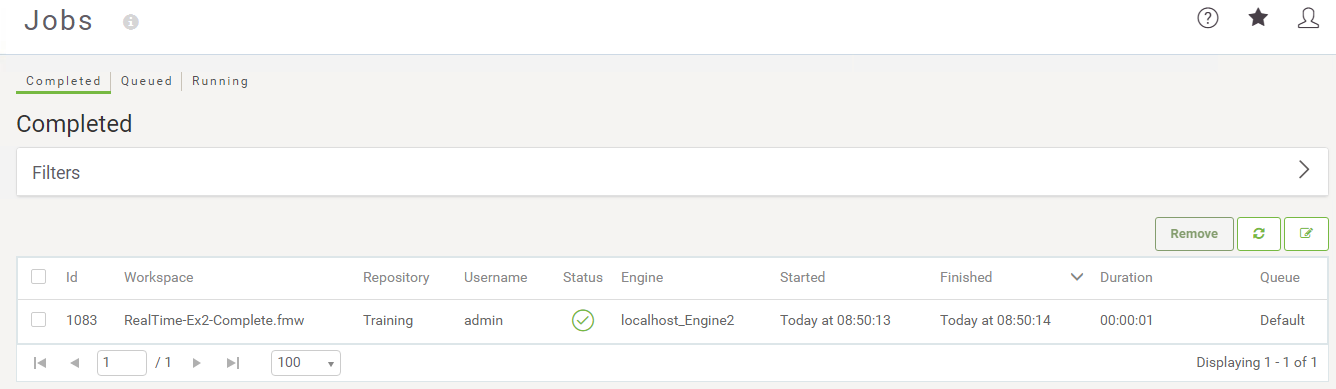 Jobs
Completed Queued Running
Completed
Filters
Remove
Id Workspace Repository Username Status Engine Started Finished Duration Queue
1083 RealTime-Ex2-Complete.fmw Training admin localhost_Engine2 Today at 08:50:13 Today at 08:50:14 00:00:01 Default
1 / 1 100 Displaying 1 - 1 of 1